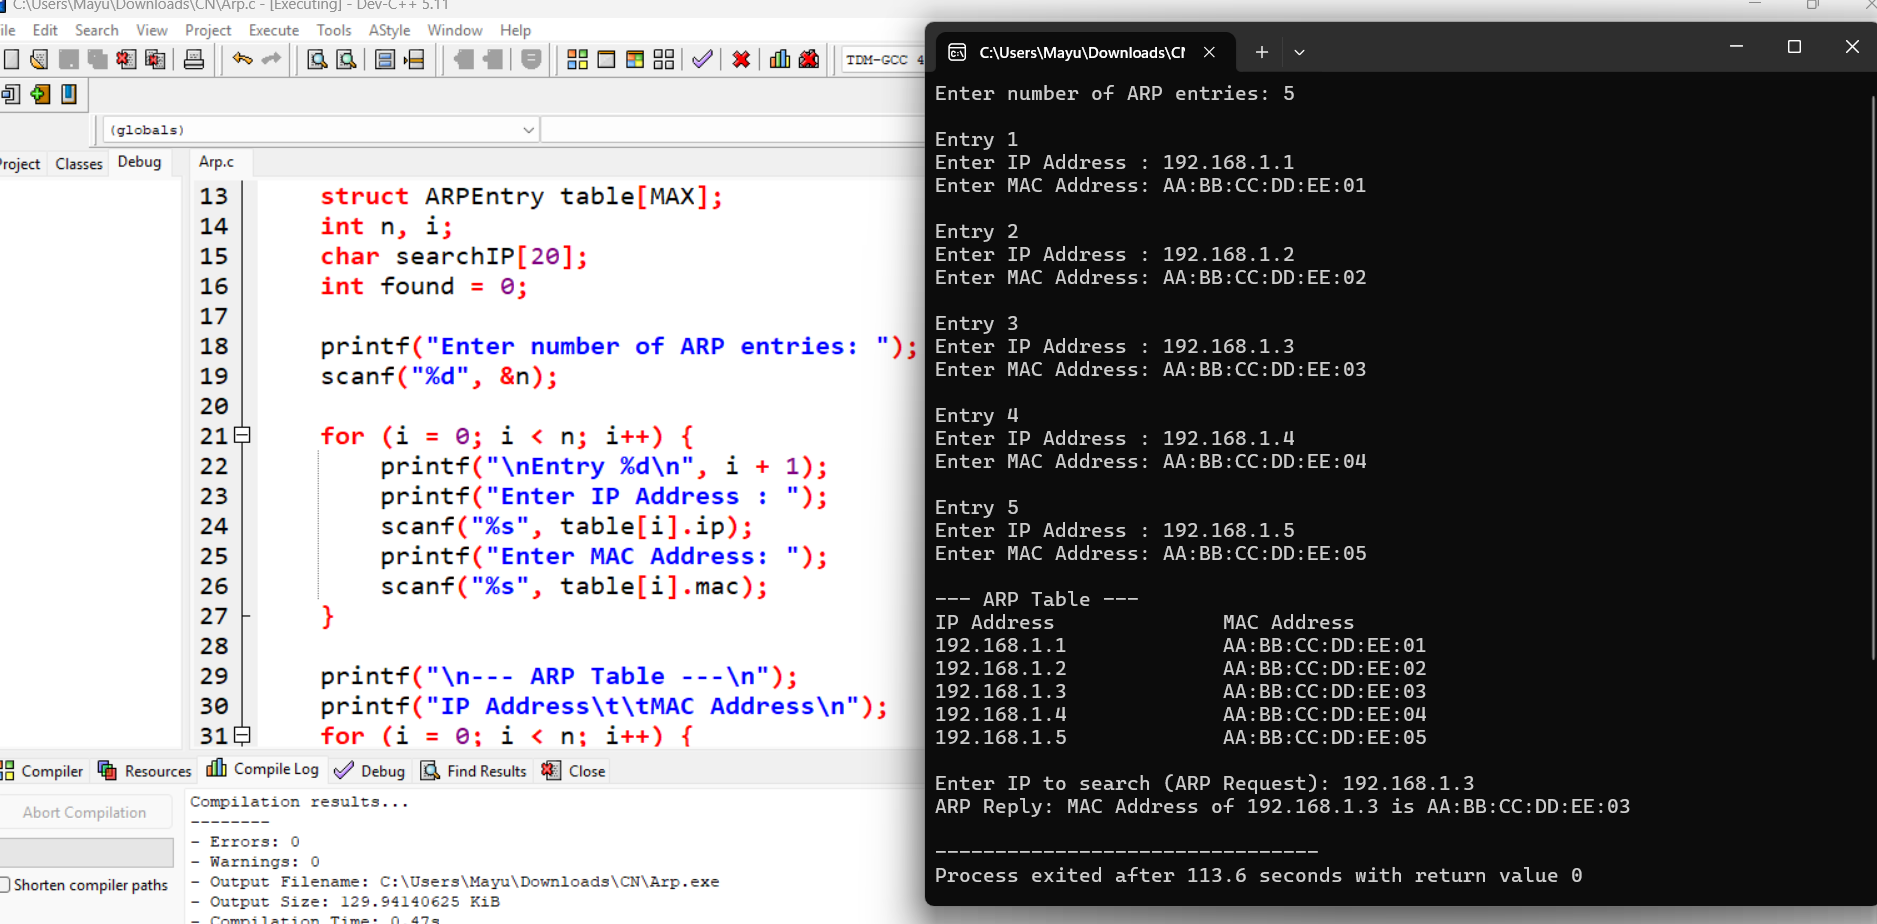 C:\Users\Mayu\Downloads\CN\Arp.c - [Executing] - Dev-C++ 5.11
ile Edit Search View Project Execute Tools AStyle Window Help
TDM-GCC 4
(globals)
roject Classes Debug
Arp.c
13 struct ARPEntry table[MAX];
14 int n, i;
15 char searchIP[20];
16 int found = 0;
17
18 printf("Enter number of ARP entries: ");
19 scanf("%d", &n);
20
21 for (i = 0; i < n; i++) {
22 printf("\nEntry %d\n", i + 1);
23 printf("Enter IP Address : ");
24 scanf("%s", table[i].ip);
25 printf("Enter MAC Address: ");
26 scanf("%s", table[i].mac);
27 }
28
29 printf("\n--- ARP Table ---\n");
30 printf("IP Address\t\tMAC Address\n");
31 for (i = 0; i < n; i++) {
Compiler Resources Compile Log Debug Find Results Close
Abort Compilation
Shorten compiler paths
Compilation results...
--------
- Errors: 0
- Warnings: 0
- Output Filename: C:\Users\Mayu\Downloads\CN\Arp.exe
- Output Size: 129.94140625 KiB
- Compilation Time: 0.47s
C:\Users\Mayu\Downloads\CI
Enter number of ARP entries: 5
Entry 1
Enter IP Address : 192.168.1.1
Enter MAC Address: AA:BB:CC:DD:EE:01
Entry 2
Enter IP Address : 192.168.1.2
Enter MAC Address: AA:BB:CC:DD:EE:02
Entry 3
Enter IP Address : 192.168.1.3
Enter MAC Address: AA:BB:CC:DD:EE:03
Entry 4
Enter IP Address : 192.168.1.4
Enter MAC Address: AA:BB:CC:DD:EE:04
Entry 5
Enter IP Address : 192.168.1.5
Enter MAC Address: AA:BB:CC:DD:EE:05
--- ARP Table ---
IP Address MAC Address
192.168.1.1 AA:BB:CC:DD:EE:01
192.168.1.2 AA:BB:CC:DD:EE:02
192.168.1.3 AA:BB:CC:DD:EE:03
192.168.1.4 AA:BB:CC:DD:EE:04
192.168.1.5 AA:BB:CC:DD:EE:05
Enter IP to search (ARP Request): 192.168.1.3
ARP Reply: MAC Address of 192.168.1.3 is AA:BB:CC:DD:EE:03
--------------------------------
Process exited after 113.6 seconds with return value 0